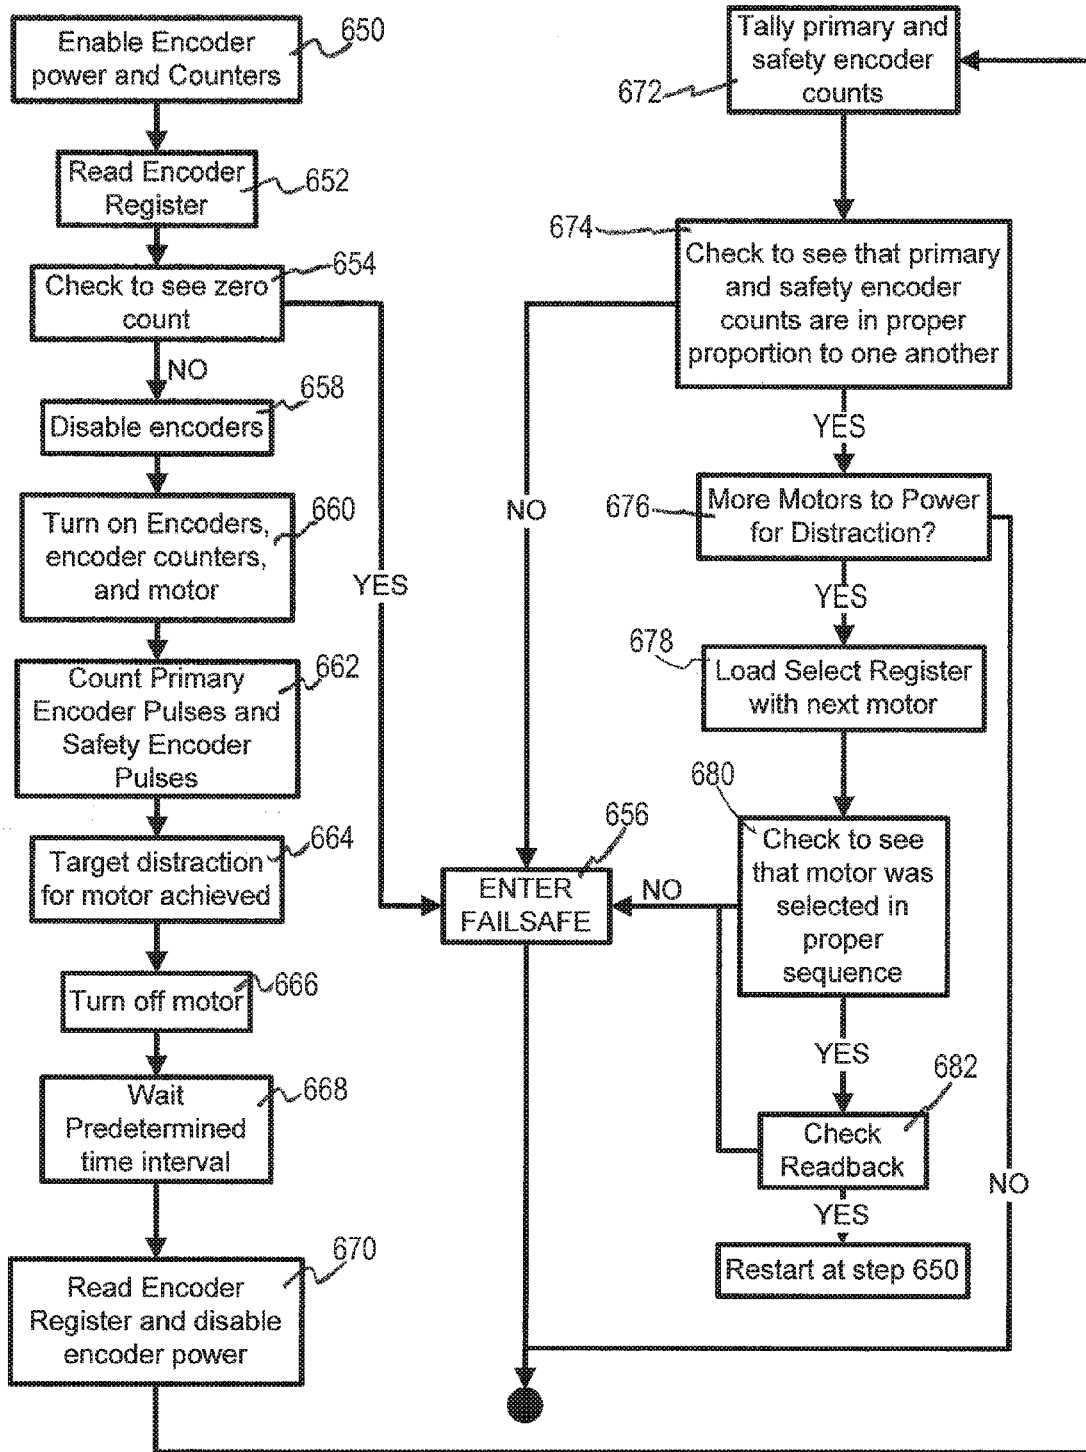 Enable Encoder
power and Counters
650
Read Encoder
Register
652
654
Check to see zero
count
NO
658
Disable encoders
Turn on Encoders,
encoder counters,
and motor
660
YES
Count Primary
Encoder Pulses and
Safety Encoder
Pulses
662
Target distraction
for motor achieved
664
Turn off motor
666
Wait
Predetermined
time interval
668
Read Encoder
Register and disable
encoder power
670
Tally primary and
safety encoder
counts
672
674
Check to see that primary
and safety encoder
counts are in proper
proportion to one another
NO
YES
676
More Motors to Power
for Distraction?
YES
678
Load Select Register
with next motor
680
Check to see
that motor was
selected in
proper
sequence
656
ENTER
FAILSAFE
NO
YES
682
Check
Readback
NO
YES
Restart at step 650